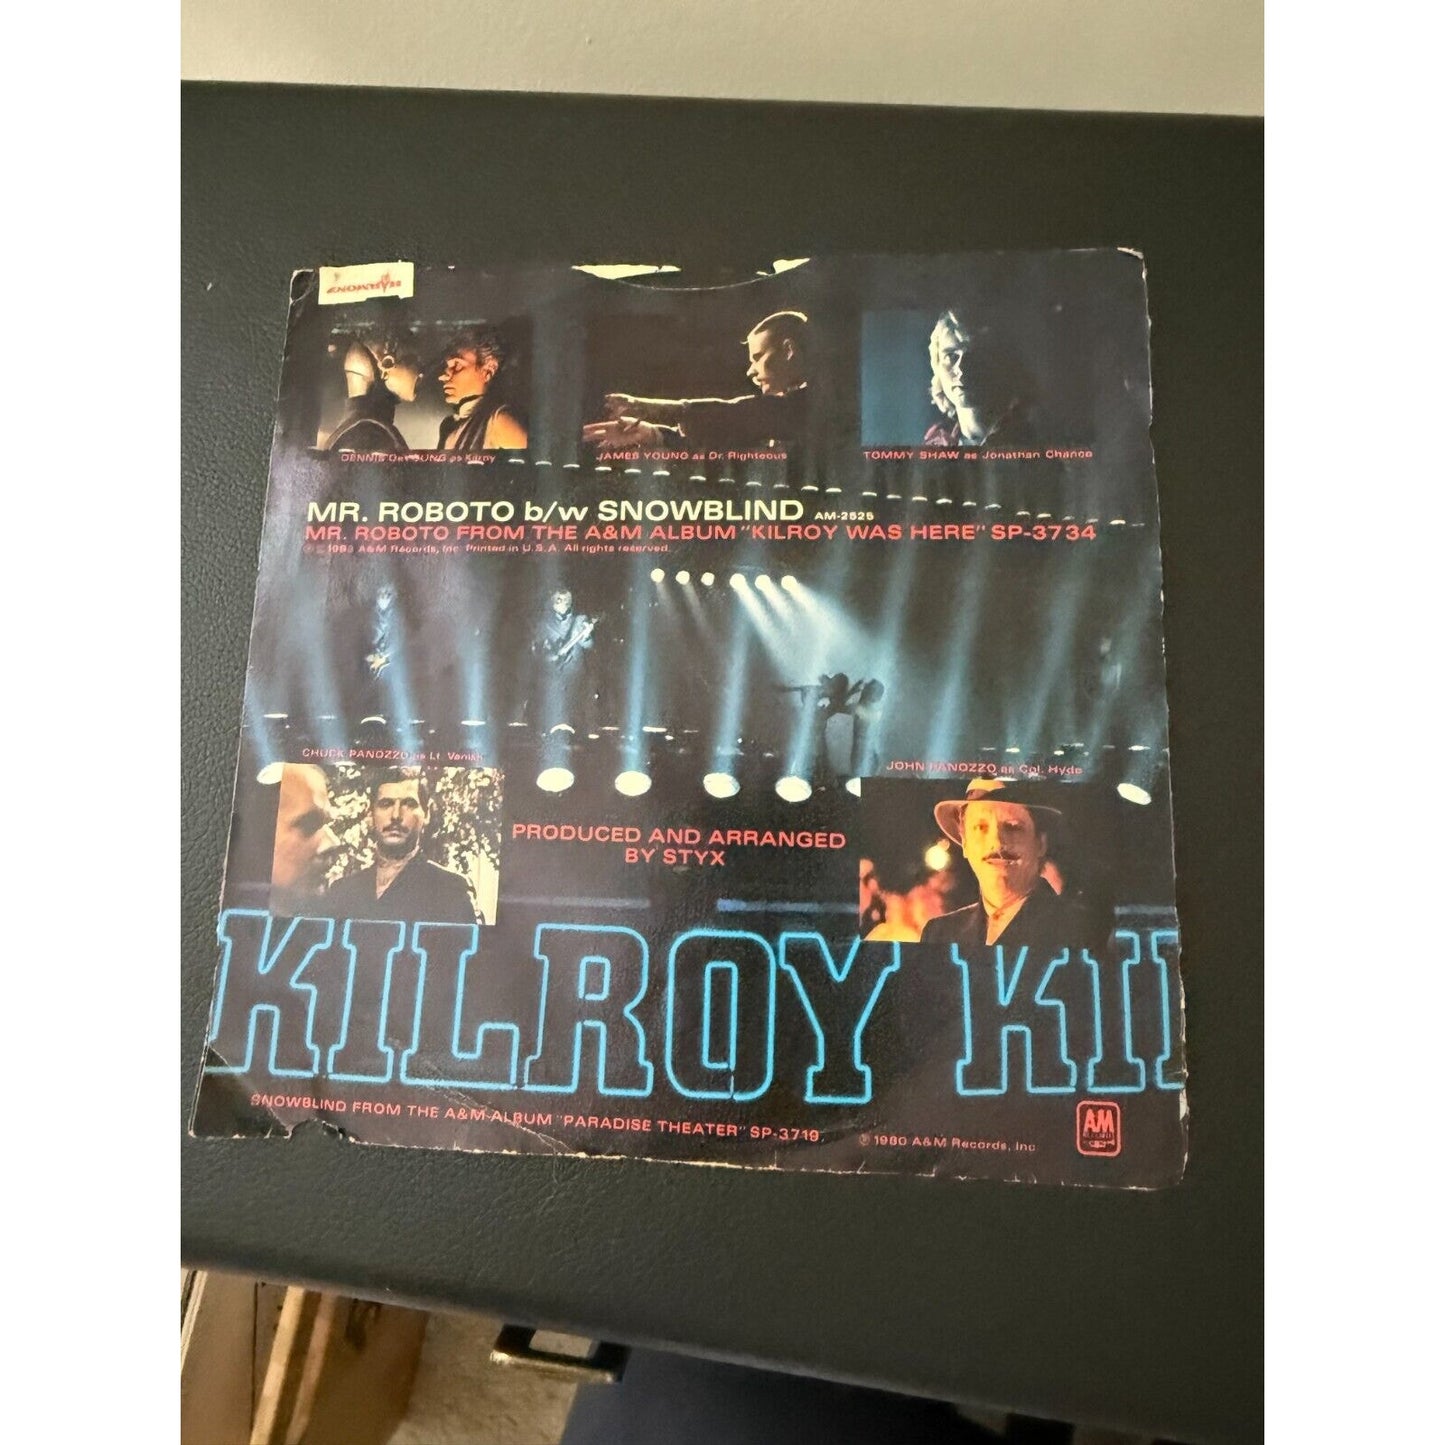 HARMONY
DENNIS DeYOUNG as Kilroy
JAMES YOUNG as Dr. Righteous
TOMMY SHAW as Jonathan Chance
MR. ROBOTO b/w SNOWBLIND AM-2525
MR. ROBOTO FROM THE A&M ALBUM "KILROY WAS HERE" SP-3734
℗ © 1983 A&M Records, Inc. Printed in U.S.A. All rights reserved.
CHUCK PANOZZO as Lt. Vanish
JOHN PANOZZO as Col. Hyde
PRODUCED AND ARRANGED
BY STYX
KILROY KI
SNOWBLIND FROM THE A&M ALBUM "PARADISE THEATER" SP-3719.
℗ 1980 A&M Records, Inc
A&M
RECORDS